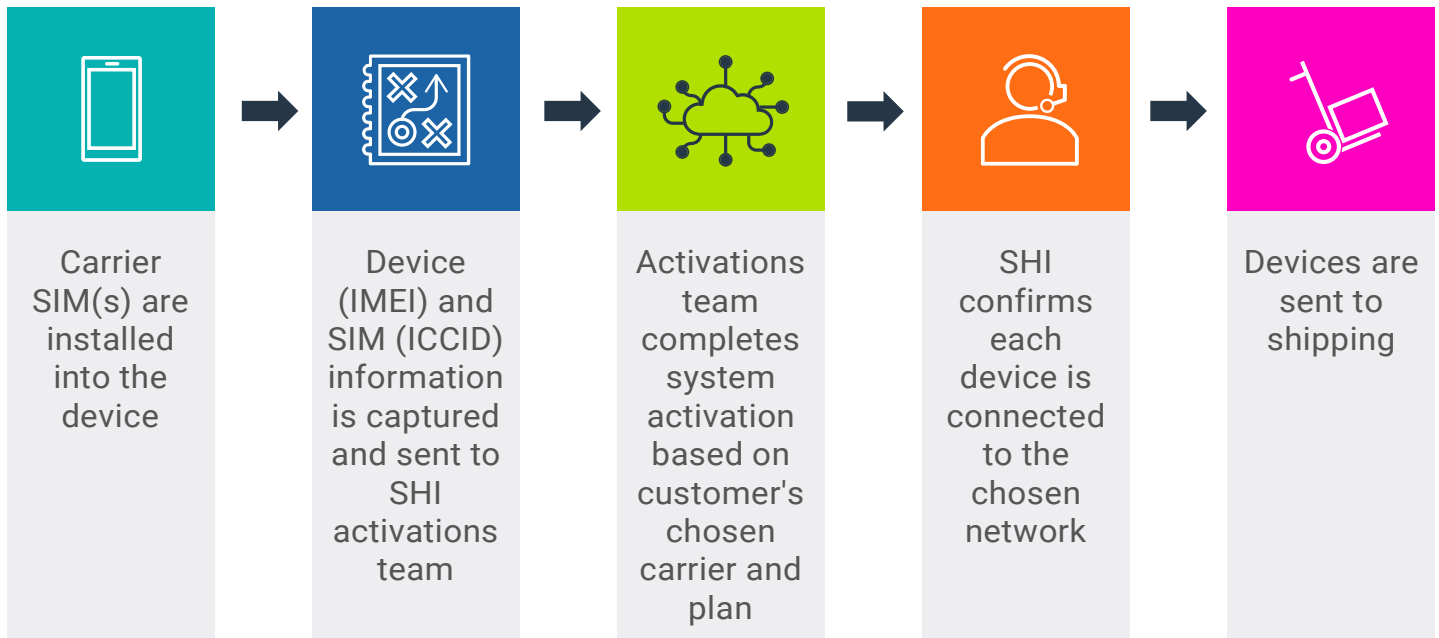 Carrier
SIM(s) are
installed
into the
device
Device
(IMEI) and
SIM (ICCID)
information
is captured
and sent to
SHI
activations
team
Activations
team
completes
system
activation
based on
customer's
chosen
carrier and
plan
SHI
confirms
each
device is
connected
to the
chosen
network
Devices are
sent to
shipping